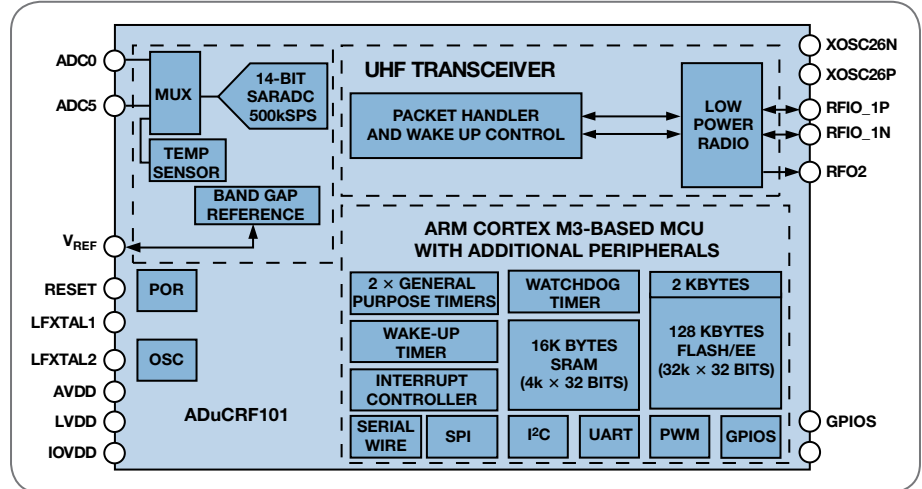 ADC0
ADC5
V_REF
RESET
LFXTAL1
LFXTAL2
AVDD
LVDD
IOVDD
MUX
14-BIT
SARADC
500kSPS
TEMP
SENSOR
BAND GAP
REFERENCE
POR
OSC
ADuCRF101
UHF TRANSCEIVER
PACKET HANDLER
AND WAKE UP CONTROL
LOW
POWER
RADIO
ARM CORTEX M3-BASED MCU
WITH ADDITIONAL PERIPHERALS
2 × GENERAL
PURPOSE TIMERS
WAKE-UP
TIMER
INTERRUPT
CONTROLLER
WATCHDOG
TIMER
16K BYTES
SRAM
(4k × 32 BITS)
2 KBYTES
128 KBYTES
FLASH/EE
(32k × 32 BITS)
SERIAL
WIRE
SPI
I²C
UART
PWM
GPIOS
XOSC26N
XOSC26P
RFIO_1P
RFIO_1N
RFO2
GPIOS